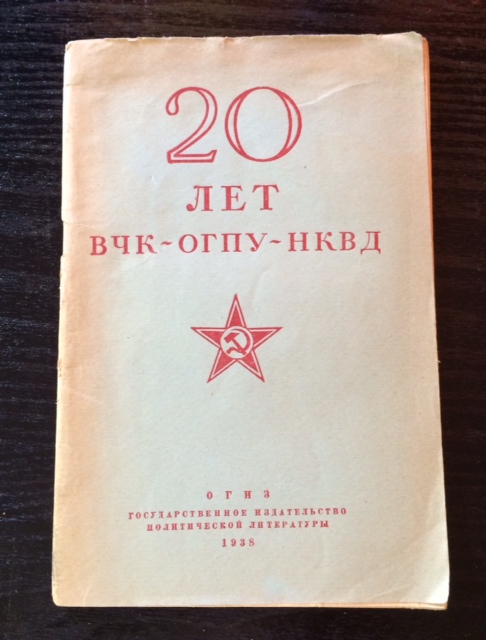 20
ЛЕТ
ВЧК~ОГПУ~НКВД
ОГИЗ
ГОСУДАРСТВЕННОЕ ИЗДАТЕЛЬСТВО
ПОЛИТИЧЕСКОЙ ЛИТЕРАТУРЫ
1938